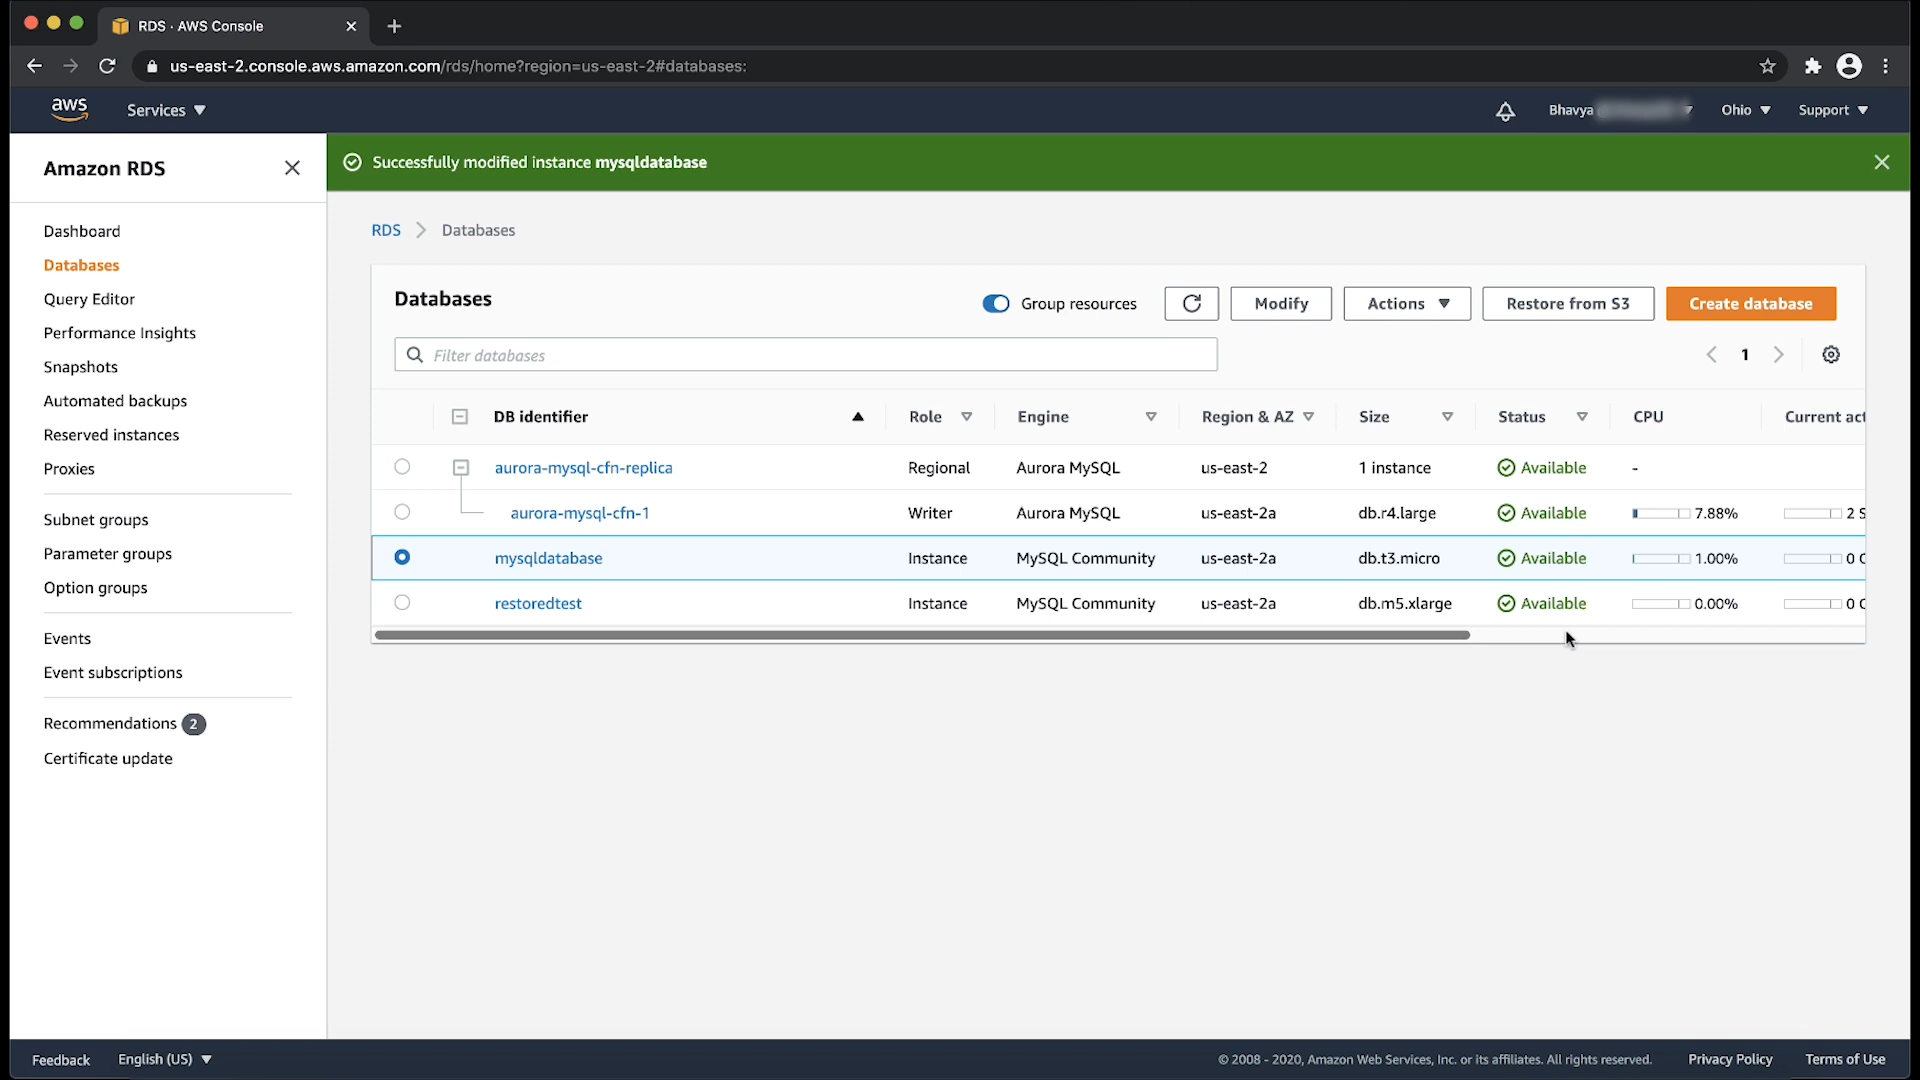 RDS · AWS Console
us-east-2.console.aws.amazon.com/rds/home?region=us-east-2#databases:
aws
Services
Bhavya
Ohio
Support
Amazon RDS
Successfully modified instance mysqldatabase
Dashboard
Databases
Query Editor
Performance Insights
Snapshots
Automated backups
Reserved instances
Proxies
Subnet groups
Parameter groups
Option groups
Events
Event subscriptions
Recommendations 2
Certificate update
RDS > Databases
Databases
Group resources
Modify
Actions
Restore from S3
Create database
Filter databases
1
DB identifier Role Engine Region & AZ Size Status CPU Current act
aurora-mysql-cfn-replica Regional Aurora MySQL us-east-2 1 instance Available -
aurora-mysql-cfn-1 Writer Aurora MySQL us-east-2a db.r4.large Available 7.88% 2 S
mysqldatabase Instance MySQL Community us-east-2a db.t3.micro Available 1.00% 0 C
restoredtest Instance MySQL Community us-east-2a db.m5.xlarge Available 0.00% 0 C
Feedback
English (US)
© 2008 - 2020, Amazon Web Services, Inc. or its affiliates. All rights reserved.
Privacy Policy
Terms of Use